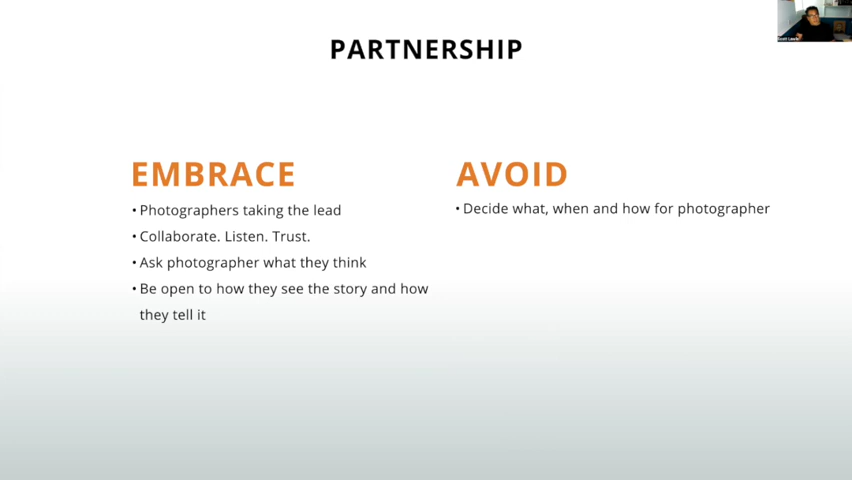 PARTNERSHIP
EMBRACE
• Photographers taking the lead
• Collaborate. Listen. Trust.
• Ask photographer what they think
• Be open to how they see the story and how
they tell it
AVOID
• Decide what, when and how for photographer